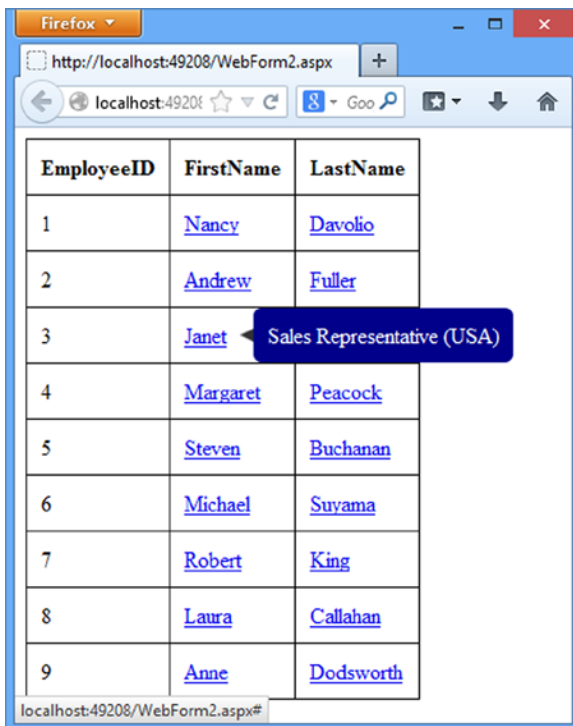 Firefox
http://localhost:49208/WebForm2.aspx +
localhost:4920 8 - Goo
EmployeeID FirstName LastName
1 Nancy Davolio
2 Andrew Fuller
3 Janet Sales Representative (USA)
4 Margaret Peacock
5 Steven Buchanan
6 Michael Suyama
7 Robert King
8 Laura Callahan
9 Anne Dodsworth
localhost:49208/WebForm2.aspx#